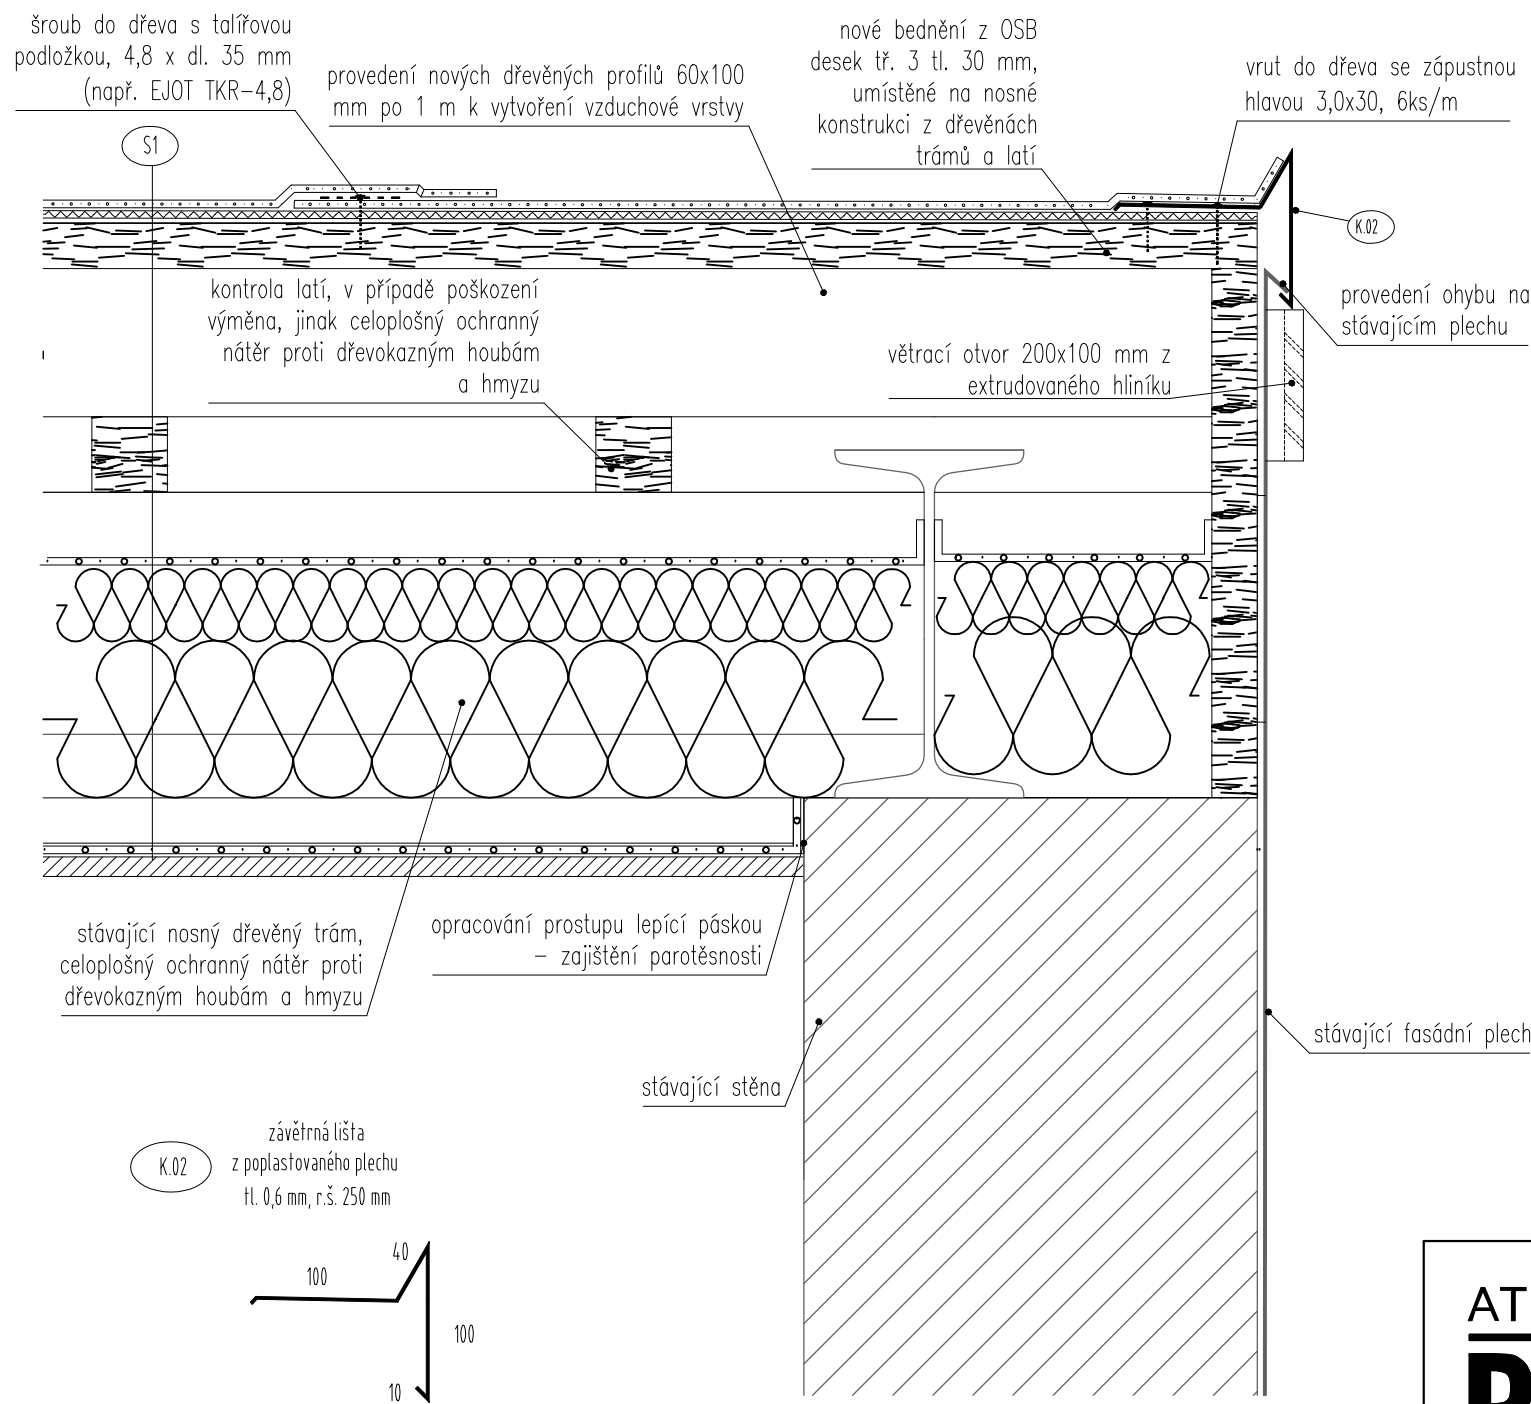 šroub do dřeva s talířovou
podložkou, 4,8 x dl. 35 mm
(např. EJOT TKR-4,8)
provedení nových dřevěných profilů 60x100
mm po 1 m k vytvoření vzduchové vrstvy
nové bednění z OSB
desek tř. 3 tl. 30 mm,
umístěné na nosné
konstrukci z dřevěnách
trámů a latí
vrut do dřeva se zápustnou
hlavou 3,0x30, 6ks/m
S1
K.02
kontrola latí, v případě poškození
výměna, jinak celoplošný ochranný
nátěr proti dřevokazným houbám
a hmyzu
provedení ohybu na
stávajícím plechu
větrací otvor 200x100 mm z
extrudovaného hliníku
stávající nosný dřevěný trám,
celoplošný ochranný nátěr proti
dřevokazným houbám a hmyzu
opracování prostupu lepící páskou
– zajištění parotěsnosti
stávající stěna
stávající fasádní plech
K.02
závětrná lišta
z poplastovaného plechu
tl. 0,6 mm, r.š. 250 mm
40
100
100
10
AT